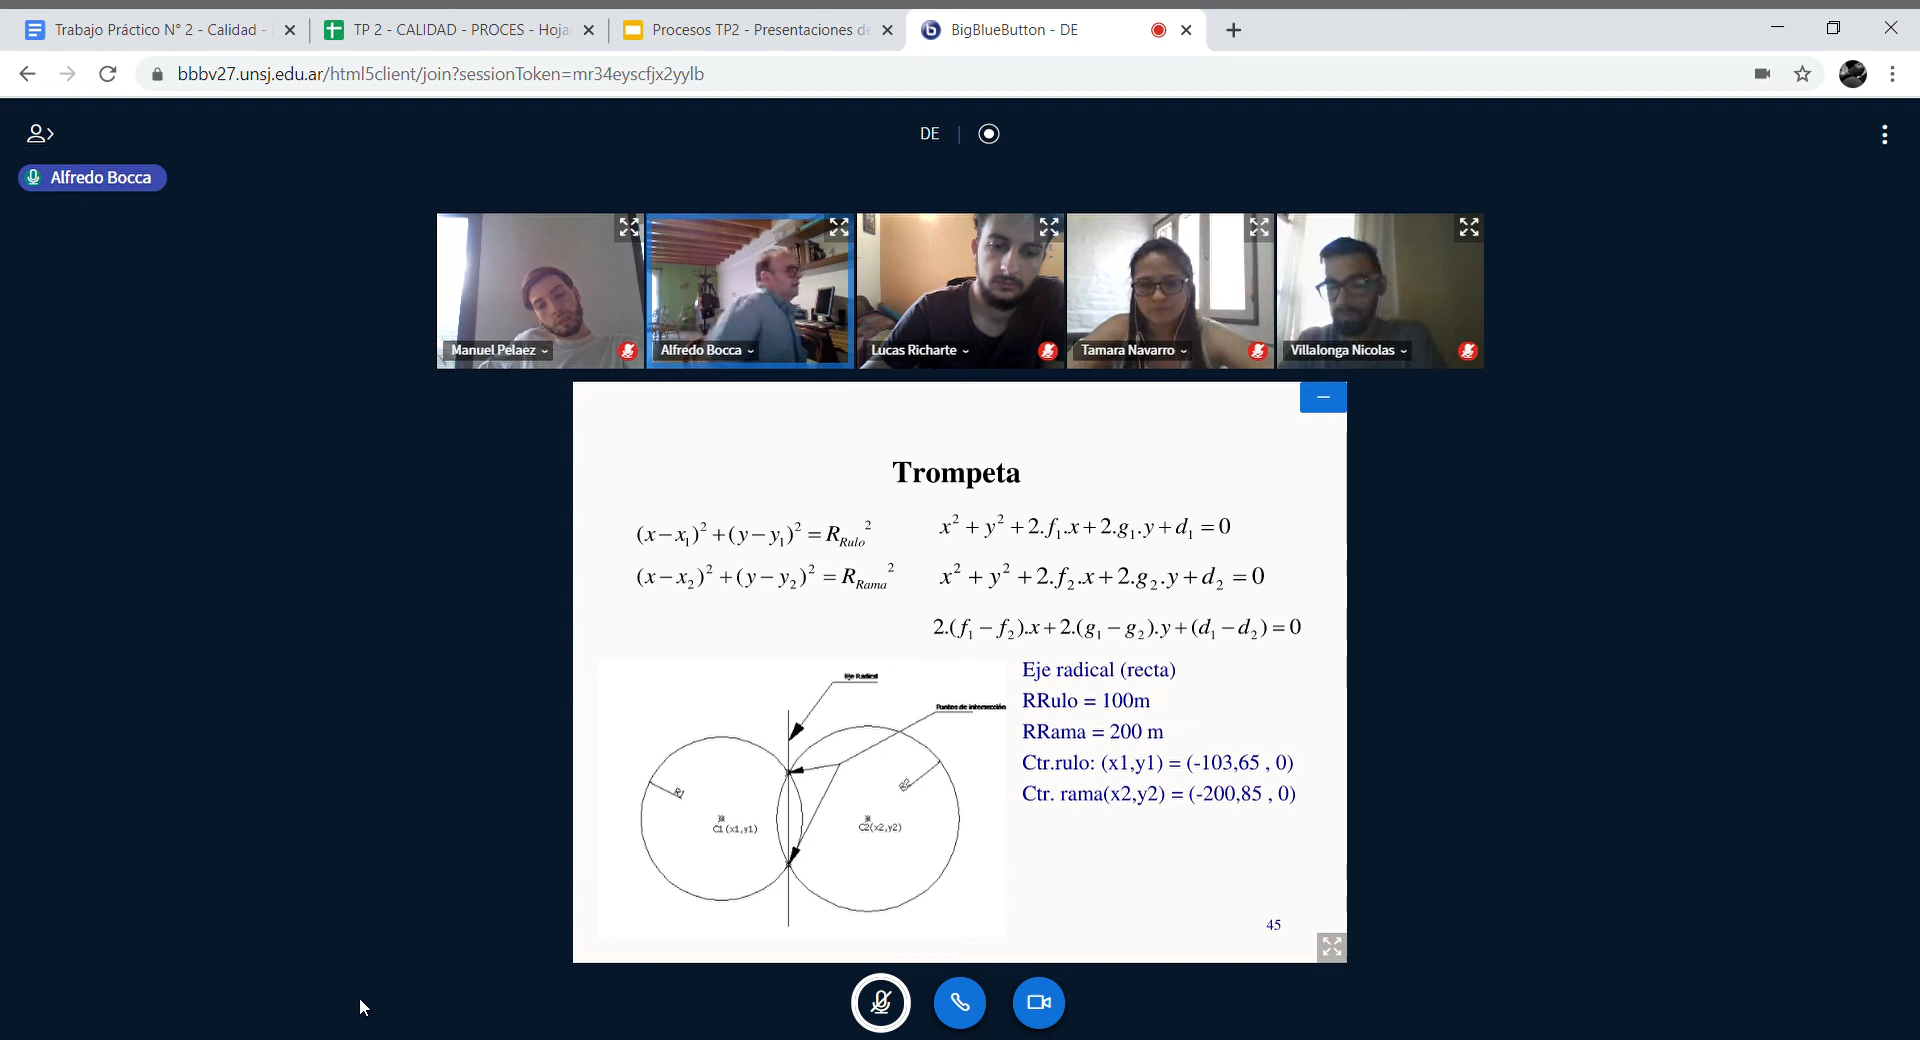 Trabajo Práctico N° 2 - Calidad -
TP 2 - CALIDAD - PROCES - Hoja
Procesos TP2 - Presentaciones de
BigBlueButton - DE
bbbv27.unsj.edu.ar/html5client/join?sessionToken=mr34eyscfjx2yylb
DE
Alfredo Bocca
Manuel Pelaez
Alfredo Bocca
Lucas Richarte
Tamara Navarro
Villalonga Nicolas
Trompeta
(x−x₁)² + (y−y₁)² = R_Rulo²
x² + y² + 2.f₁.x + 2.g₁.y + d₁ = 0
(x−x₂)² + (y−y₂)² = R_Rama²
x² + y² + 2.f₂.x + 2.g₂.y + d₂ = 0
2.(f₁ − f₂).x + 2.(g₁ − g₂).y + (d₁ − d₂) = 0
Eje Radical
Puntos de intersección
R1
R2
C1(x1,y1)
C2(x2,y2)
Eje radical (recta)
RRulo = 100m
RRama = 200 m
Ctr.rulo: (x1,y1) = (-103,65 , 0)
Ctr. rama(x2,y2) = (-200,85 , 0)
45